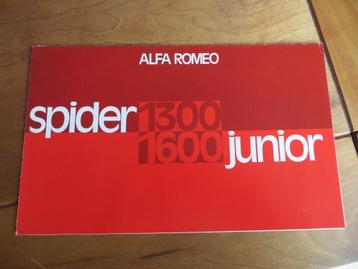 ALFA ROMEO
spider 1300
1600 junior